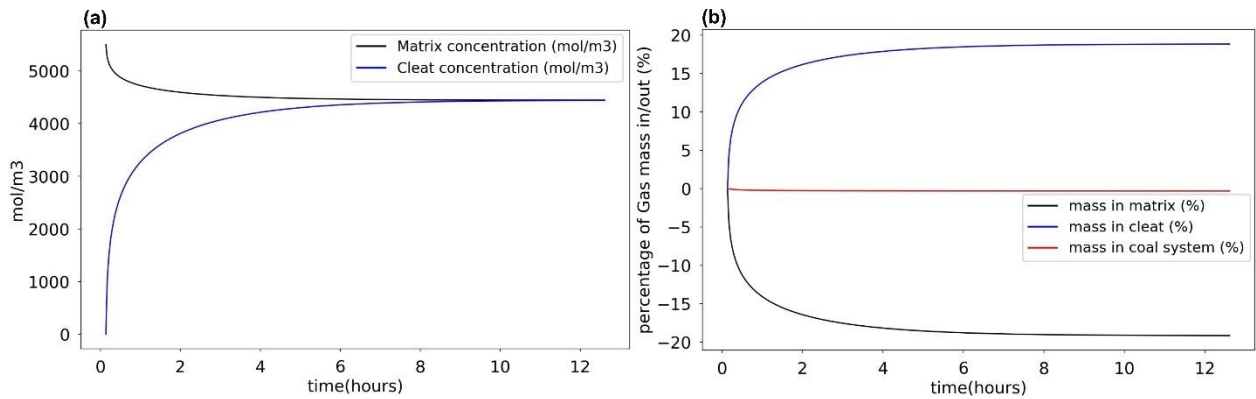 (a)
Matrix concentration (mol/m3)
Cleat concentration (mol/m3)
5000
4000
3000
2000
1000
0
mol/m3
0 2 4 6 8 10 12
time(hours)
(b)
20
15
10
5
0
−5
−10
−15
−20
percentage of Gas mass in/out (%)
mass in matrix (%)
mass in cleat (%)
mass in coal system (%)
0 2 4 6 8 10 12
time(hours)